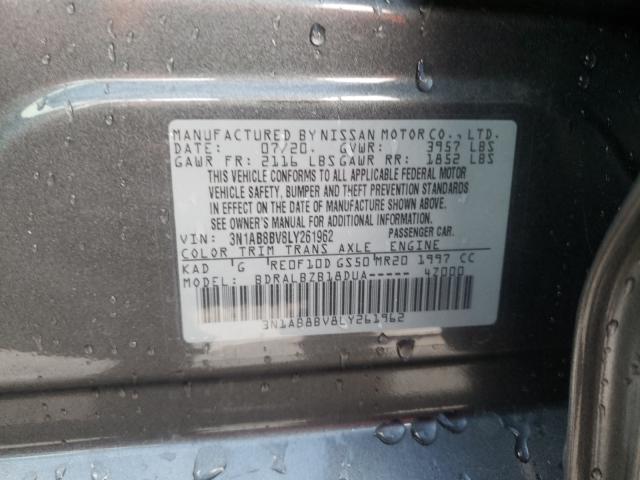 MANUFACTURED BY NISSAN MOTOR CO., LTD.
DATE: 07/20. GVWR: 3957 LBS
GAWR FR: 2116 LBS GAWR RR: 1852 LBS
THIS VEHICLE CONFORMS TO ALL APPLICABLE FEDERAL MOTOR
VEHICLE SAFETY, BUMPER AND THEFT PREVENTION STANDARDS
IN EFFECT ON THE DATE OF MANUFACTURE SHOWN ABOVE.
SEE OWNER'S MANUAL FOR ADDITIONAL INFORMATION.
VIN: 3N1AB8BV8LY261962 PASSENGER CAR.
COLOR TRIM TRANS AXLE ENGINE
KAD G RE0F10D GS50 MR20 1997 CC
MODEL: BDRALBZB18DUA----- 47000
3N1AB8BV8LY261962